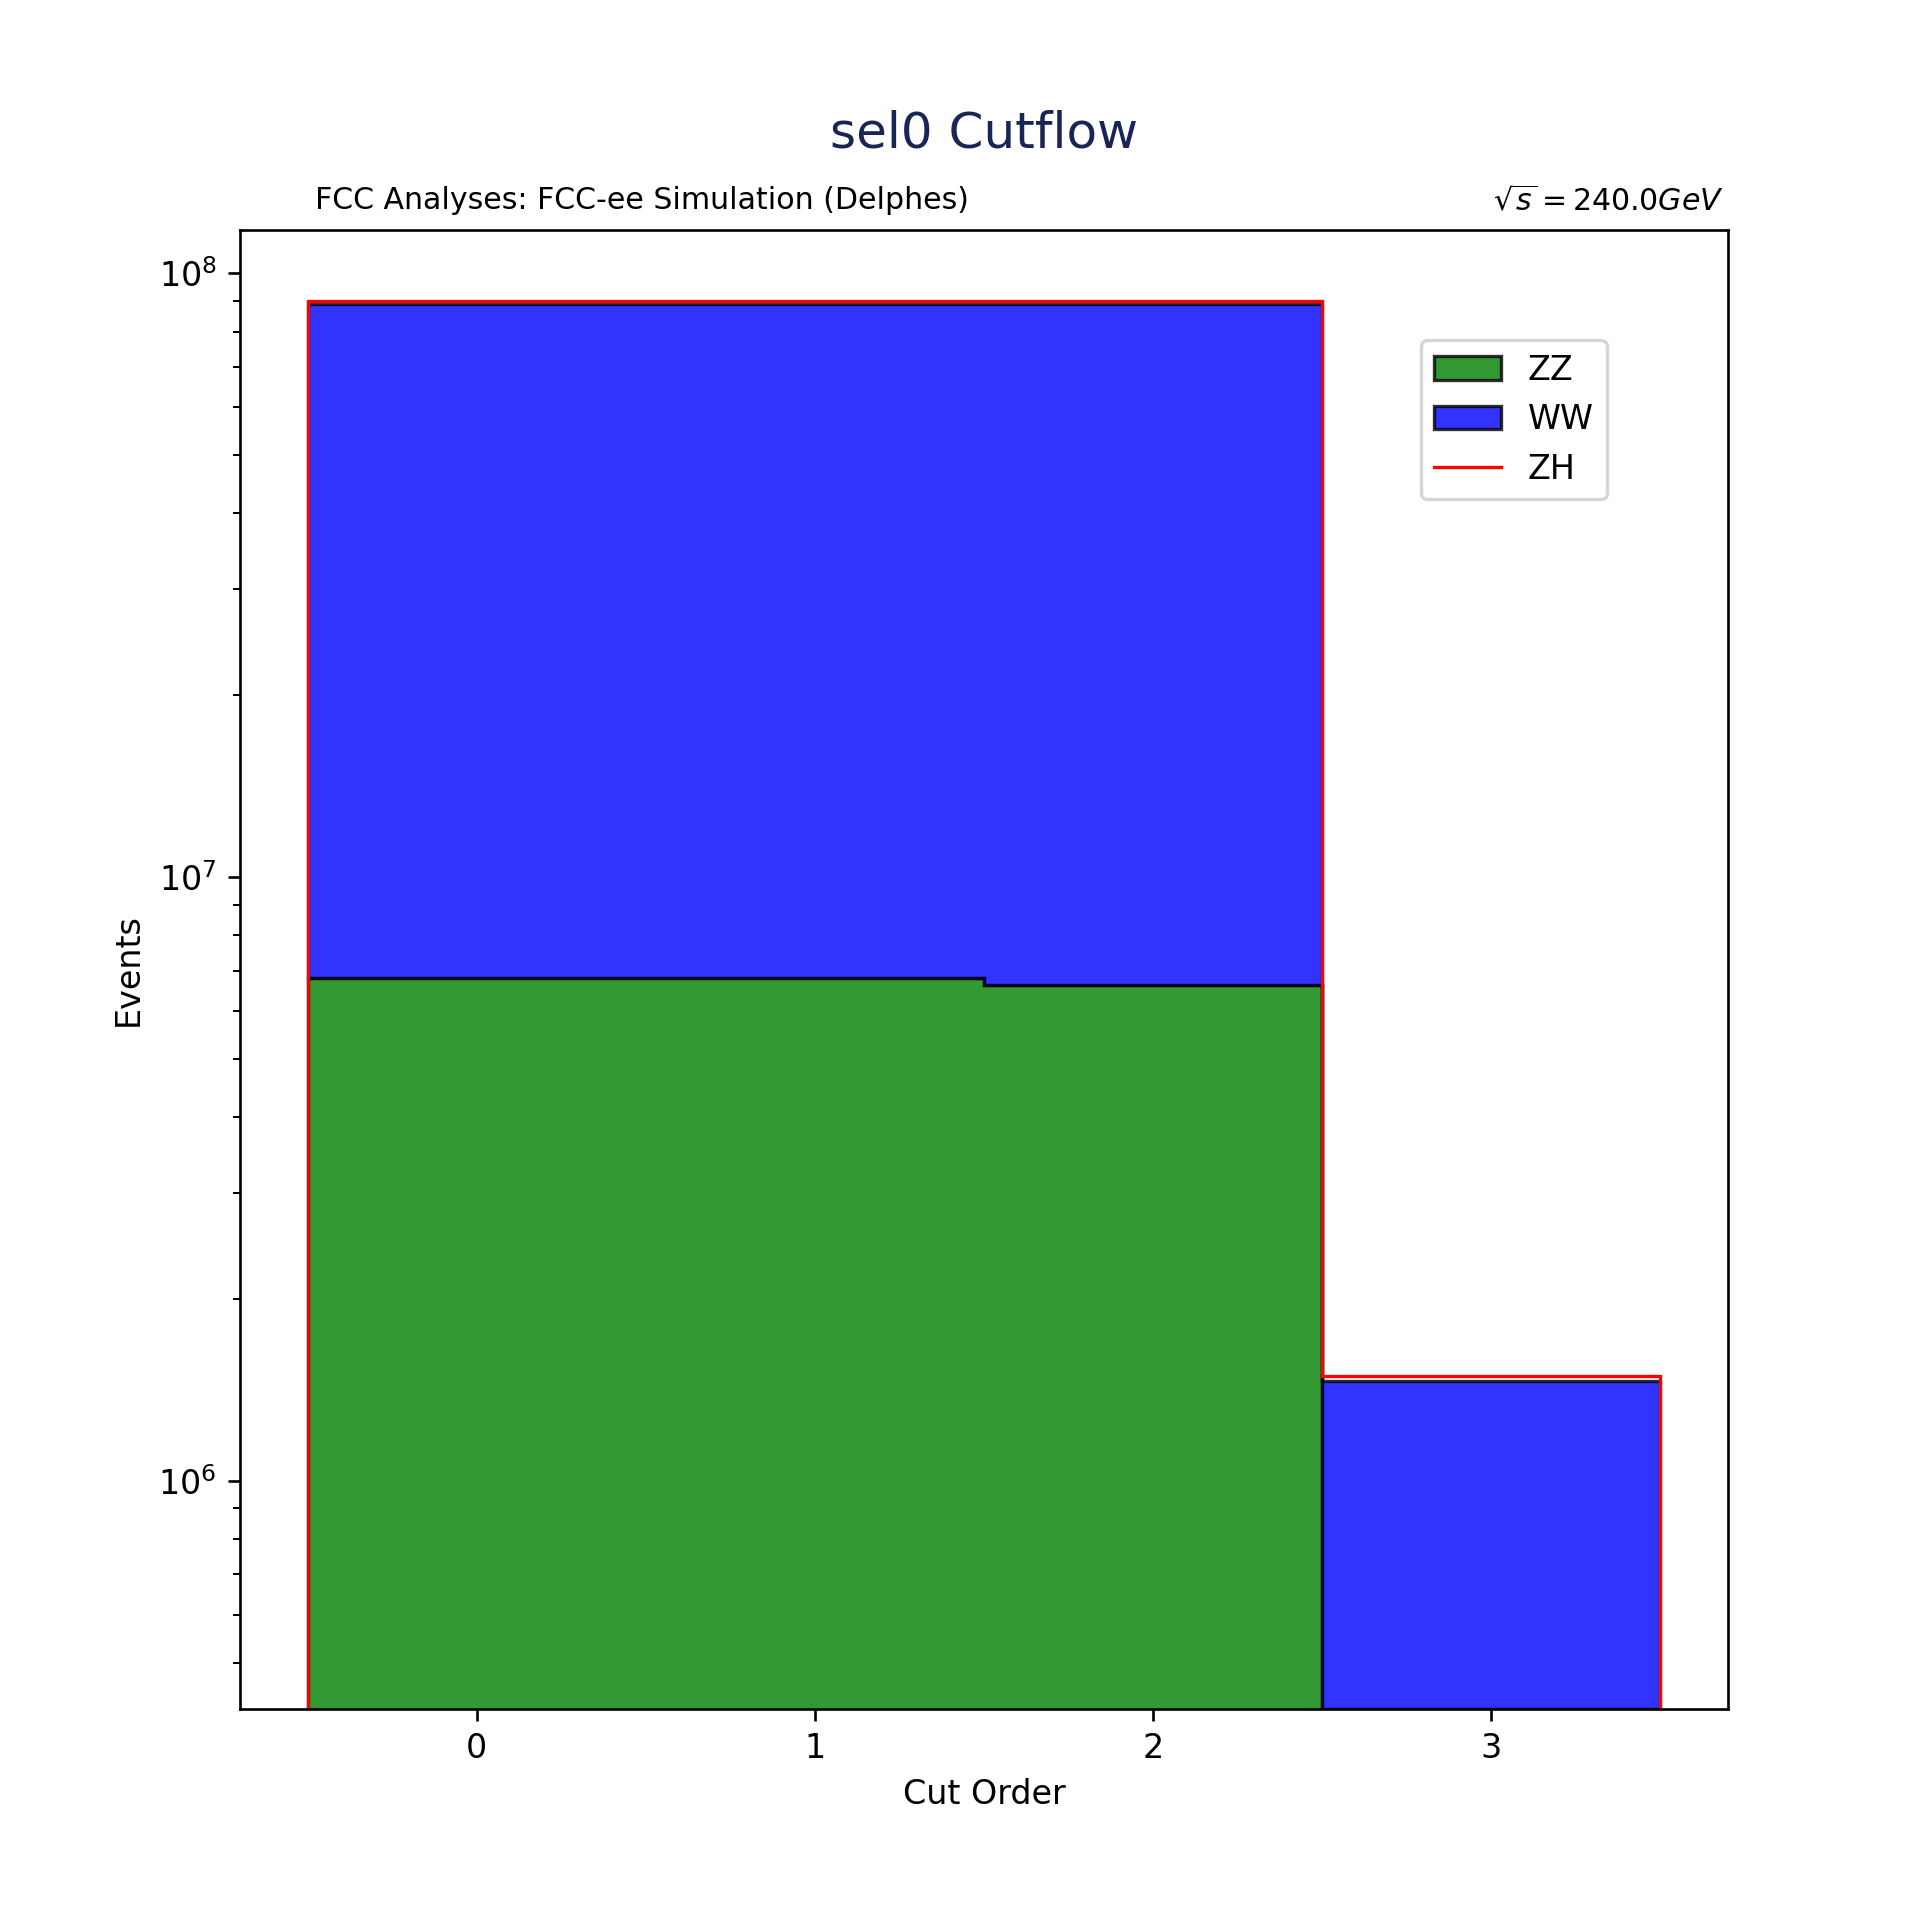 sel0 Cutflow
FCC Analyses: FCC-ee Simulation (Delphes)
√s = 240.0GeV
10⁸
10⁷
10⁶
Events
ZZ
WW
ZH
0 1 2 3
Cut Order